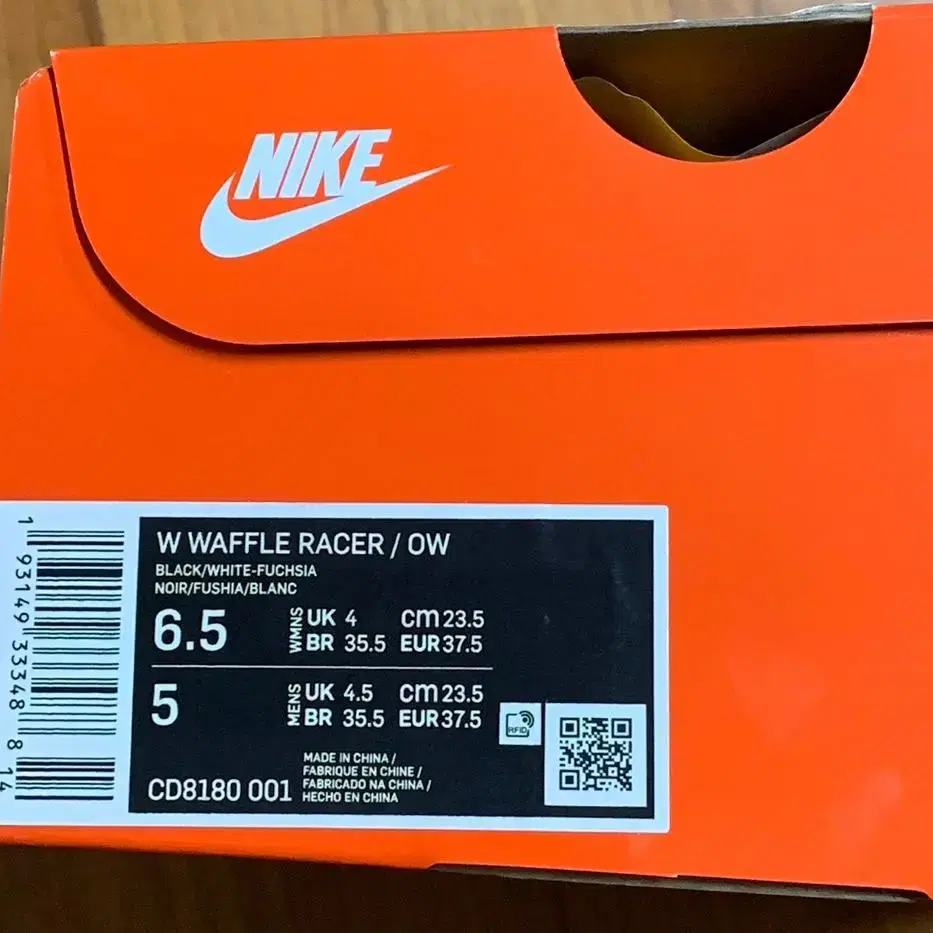 NIKE
W WAFFLE RACER / OW
BLACK/WHITE-FUCHSIA
NOIR/FUSHIA/BLANC
6.5 WMNS UK 4 cm 23.5
BR 35.5 EUR 37.5
5 MENS UK 4.5 cm 23.5
BR 35.5 EUR 37.5
RFID
CD8180 001
MADE IN CHINA /
FABRIQUE EN CHINE /
FABRICADO NA CHINA /
HECHO EN CHINA
1 93149 33348 8 14